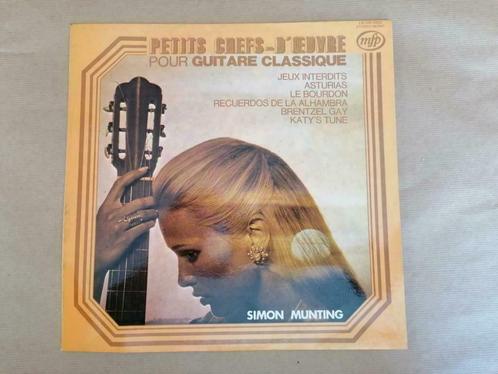 PETITS CHEFS-D'ŒUVRE
mfp
POUR GUITARE CLASSIQUE
JEUX INTERDITS
ASTURIAS
LE BOURDON
RECUERDOS DE LA ALHAMBRA
BRENTZEL GAY
KATY'S TUNE
SIMON MUNTING